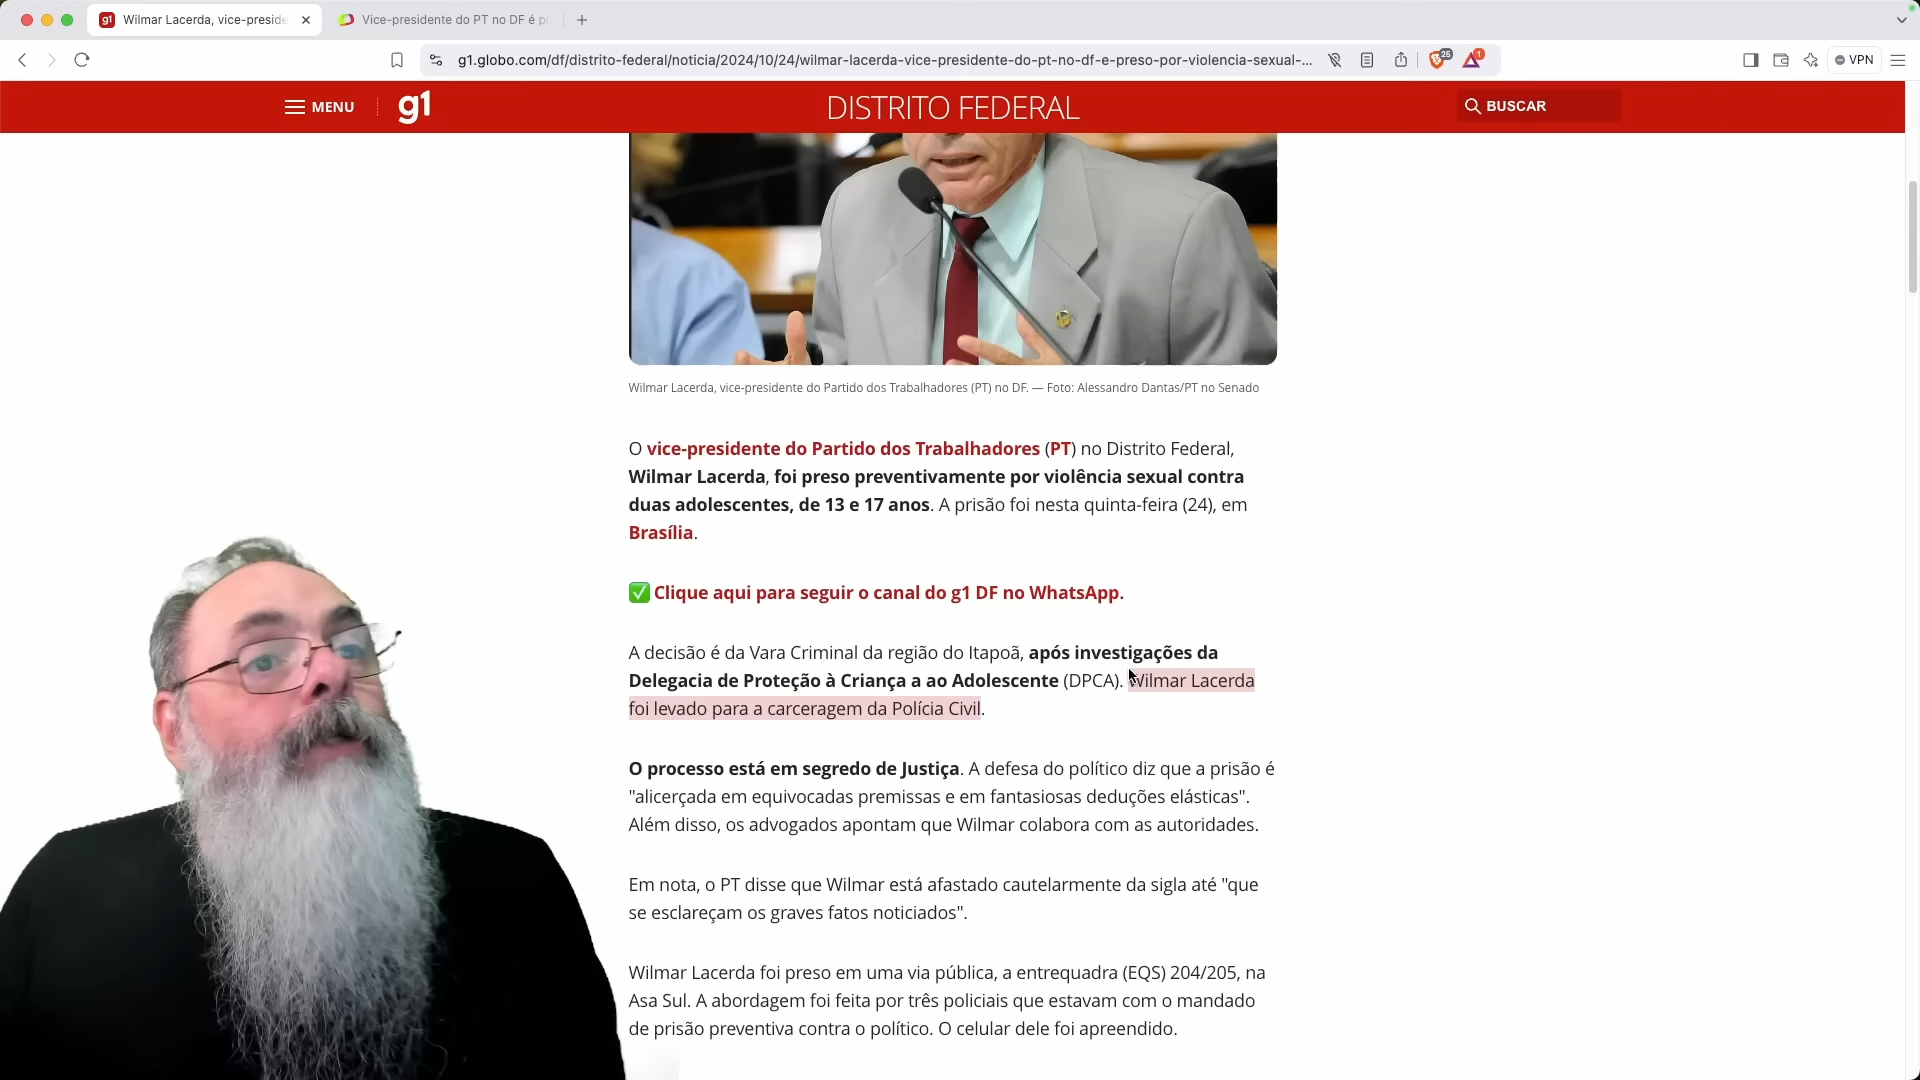 Wilmar Lacerda, vice-preside
Vice-presidente do PT no DF é p
g1.globo.com/df/distrito-federal/noticia/2024/10/24/wilmar-lacerda-vice-presidente-do-pt-no-df-e-preso-por-violencia-sexual-...
25
1
VPN
MENU
g1
DISTRITO FEDERAL
BUSCAR
Wilmar Lacerda, vice-presidente do Partido dos Trabalhadores (PT) no DF. — Foto: Alessandro Dantas/PT no Senado
O vice-presidente do Partido dos Trabalhadores (PT) no Distrito Federal,
Wilmar Lacerda, foi preso preventivamente por violência sexual contra
duas adolescentes, de 13 e 17 anos. A prisão foi nesta quinta-feira (24), em
Brasília.
✅ Clique aqui para seguir o canal do g1 DF no WhatsApp.
A decisão é da Vara Criminal da região do Itapoã, após investigações da
Delegacia de Proteção à Criança a ao Adolescente (DPCA). Wilmar Lacerda
foi levado para a carceragem da Polícia Civil.
O processo está em segredo de Justiça. A defesa do político diz que a prisão é
"alicerçada em equivocadas premissas e em fantasiosas deduções elásticas".
Além disso, os advogados apontam que Wilmar colabora com as autoridades.
Em nota, o PT disse que Wilmar está afastado cautelarmente da sigla até "que
se esclareçam os graves fatos noticiados".
Wilmar Lacerda foi preso em uma via pública, a entrequadra (EQS) 204/205, na
Asa Sul. A abordagem foi feita por três policiais que estavam com o mandado
de prisão preventiva contra o político. O celular dele foi apreendido.